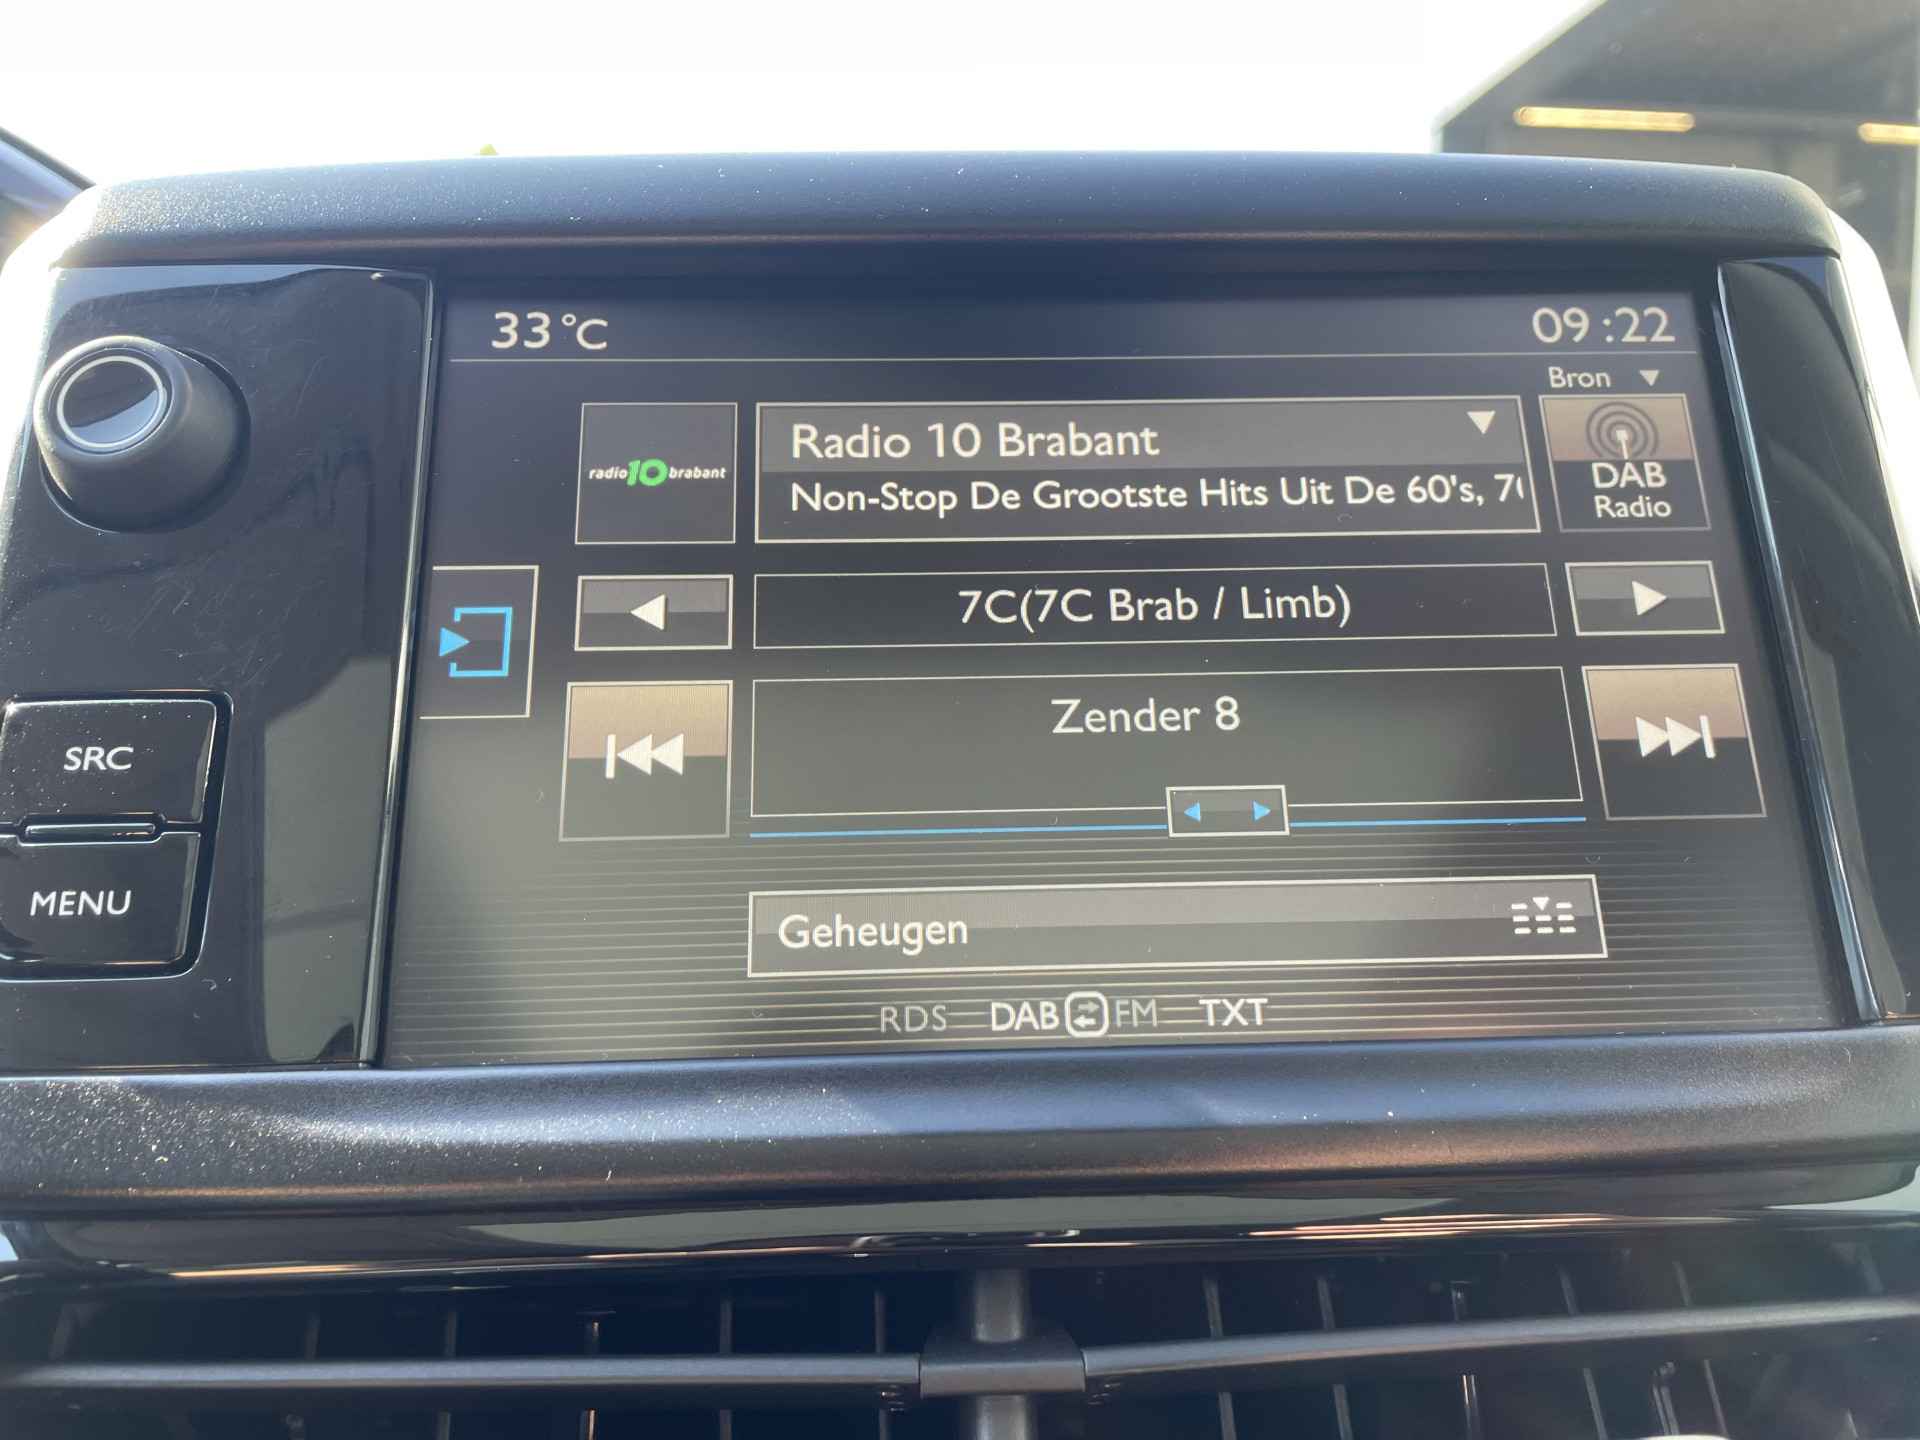 33°C
09:22
Bron
radio10brabant
Radio 10 Brabant
Non-Stop De Grootste Hits Uit De 60's,
DAB
Radio
7C(7C Brab / Limb)
SRC
Zender 8
MENU
Geheugen
RDS DAB FM TXT